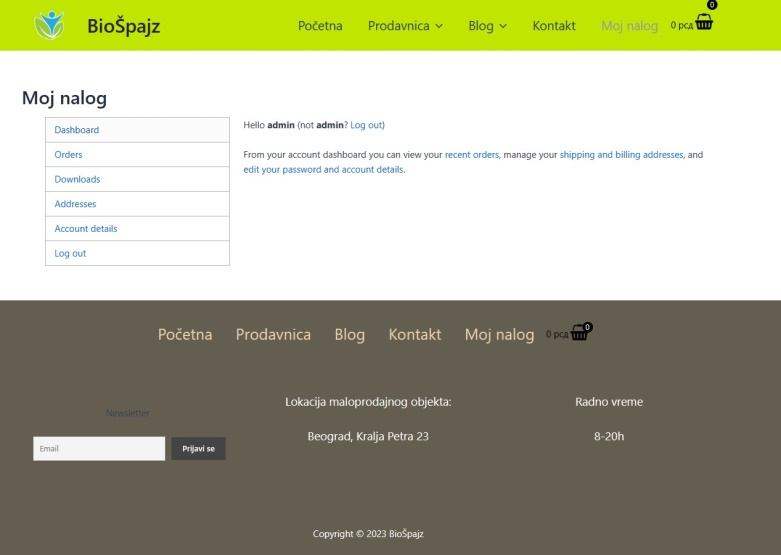 BioŠpajz
Početna Prodavnica Blog Kontakt Moj nalog 0 рсд 0
Moj nalog
Dashboard
Orders
Downloads
Addresses
Account details
Log out
Hello admin (not admin? Log out)
From your account dashboard you can view your recent orders, manage your shipping and billing addresses, and
edit your password and account details.
Početna Prodavnica Blog Kontakt Moj nalog 0 рсд 0
Newsletter
Email Prijavi se
Lokacija maloprodajnog objekta:
Beograd, Kralja Petra 23
Radno vreme
8-20h
Copyright © 2023 BioŠpajz